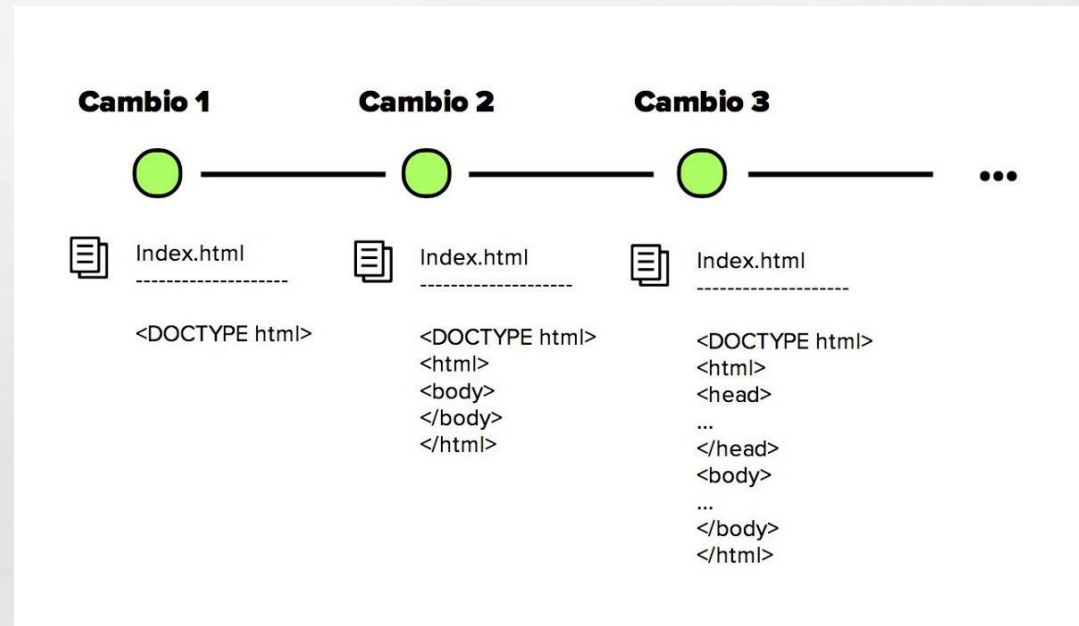 Cambio 1
Cambio 2
Cambio 3
...
Index.html
--------------------
<DOCTYPE html>
Index.html
--------------------
<DOCTYPE html>
<html>
<body>
</body>
</html>
Index.html
--------------------
<DOCTYPE html>
<html>
<head>
...
</head>
<body>
...
</body>
</html>